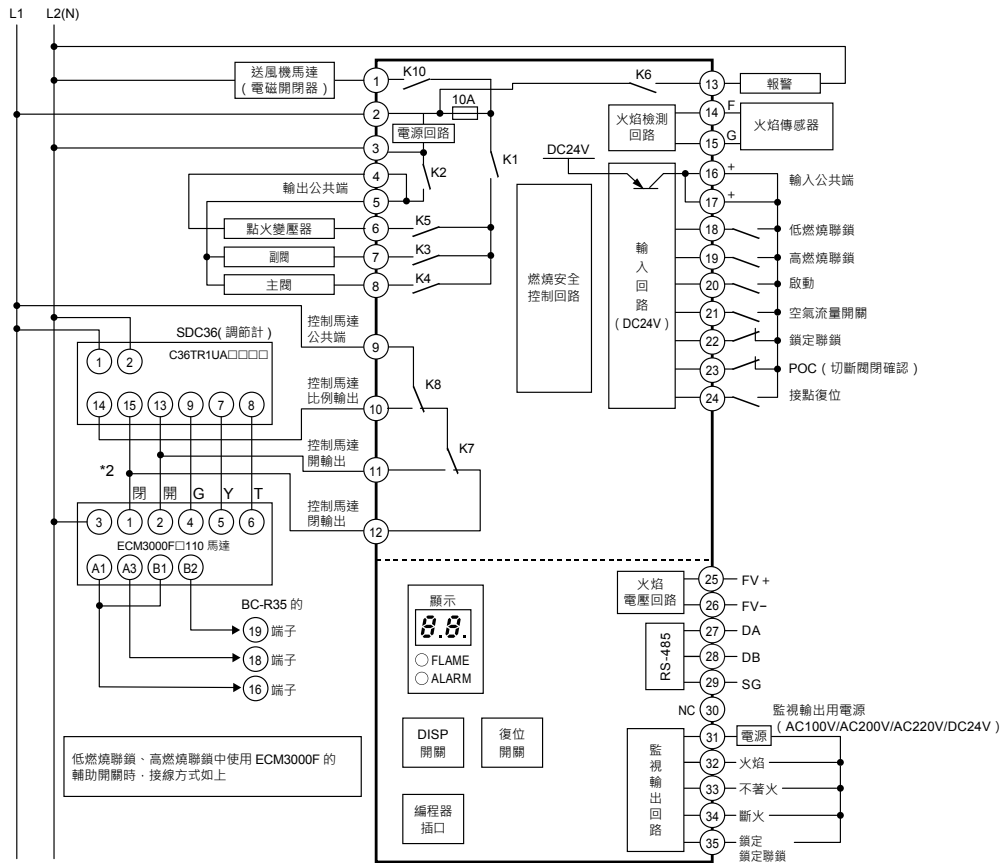 L1
L2(N)
送風機馬達
(電磁開閉器)
1
K10
K6
13
報警
2
10A
14
F
火焰檢測
回路
火焰傳感器
15
G
電源回路
3
K1
DC24V
16
+
輸入公共端
4
K2
17
+
輸出公共端
5
點火變壓器
6
K5
18
低燃燒聯鎖
副閥
7
K3
19
高燃燒聯鎖
主閥
8
K4
20
啟動
燃燒安全
控制回路
輸
入
回
路
(DC24V)
21
空氣流量開關
22
鎖定聯鎖
23
POC(切斷閥閉確認)
24
接點復位
控制馬達
公共端
9
K8
SDC36(調節計)
C36TR1UA□□□□
1
2
14
15
13
9
7
8
控制馬達
比例輸出
10
K7
控制馬達
開輸出
11
*2
閉
開
G
Y
T
控制馬達
閉輸出
12
3
1
2
4
5
6
ECM3000F□110 馬達
A1
A3
B1
B2
BC-R35 的
19
端子
18
端子
16
端子
低燃燒聯鎖、高燃燒聯鎖中使用 ECM3000F 的
輔助開關時,接線方式如上
顯示
8.8.
FLAME
ALARM
DISP
開關
復位
開關
編程器
插口
火焰
電壓回路
25
FV +
26
FV−
RS-485
27
DA
28
DB
29
SG
NC
30
監視輸出用電源
(AC100V/AC200V/AC220V/DC24V)
監
視
輸
出
回
路
31
電源
32
火焰
33
不著火
34
斷火
35
鎖定
鎖定聯鎖